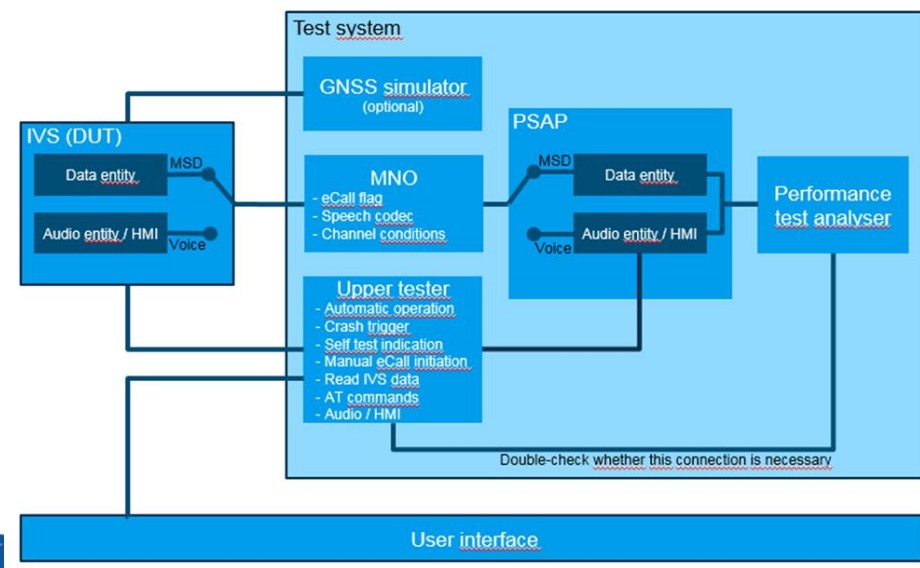 Test system
GNSS simulator
(optional)
IVS (DUT)
Data entity
MSD
Audio entity / HMI
Voice
MNO
- eCall flag
- Speech codec
- Channel conditions
PSAP
MSD
Data entity
Voice
Audio entity / HMI
Performance
test analyser
Upper tester
- Automatic operation
- Crash trigger
- Self test indication
- Manual eCall initiation
- Read IVS data
- AT commands
- Audio / HMI
Double-check whether this connection is necessary
User interface